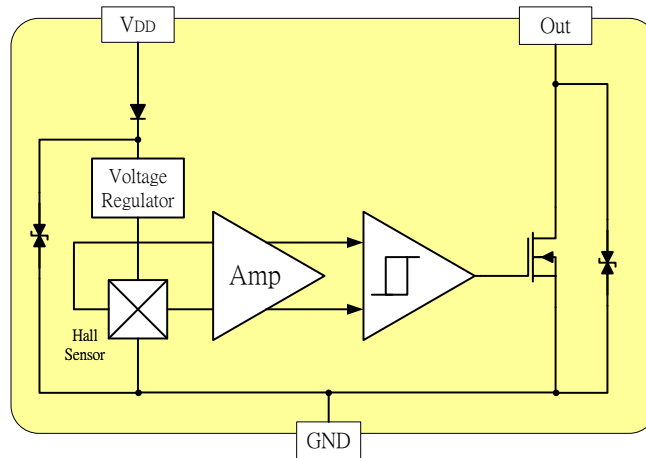 VDD
Out
Voltage
Regulator
Amp
Hall
Sensor
GND